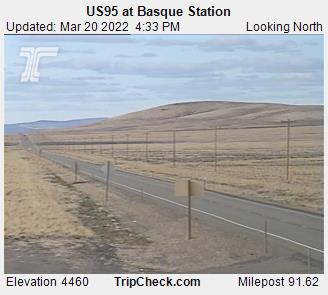 US95 at Basque Station
Updated: Mar 20 2022 4:33 PM Looking North
Elevation 4460 TripCheck.com Milepost 91.62